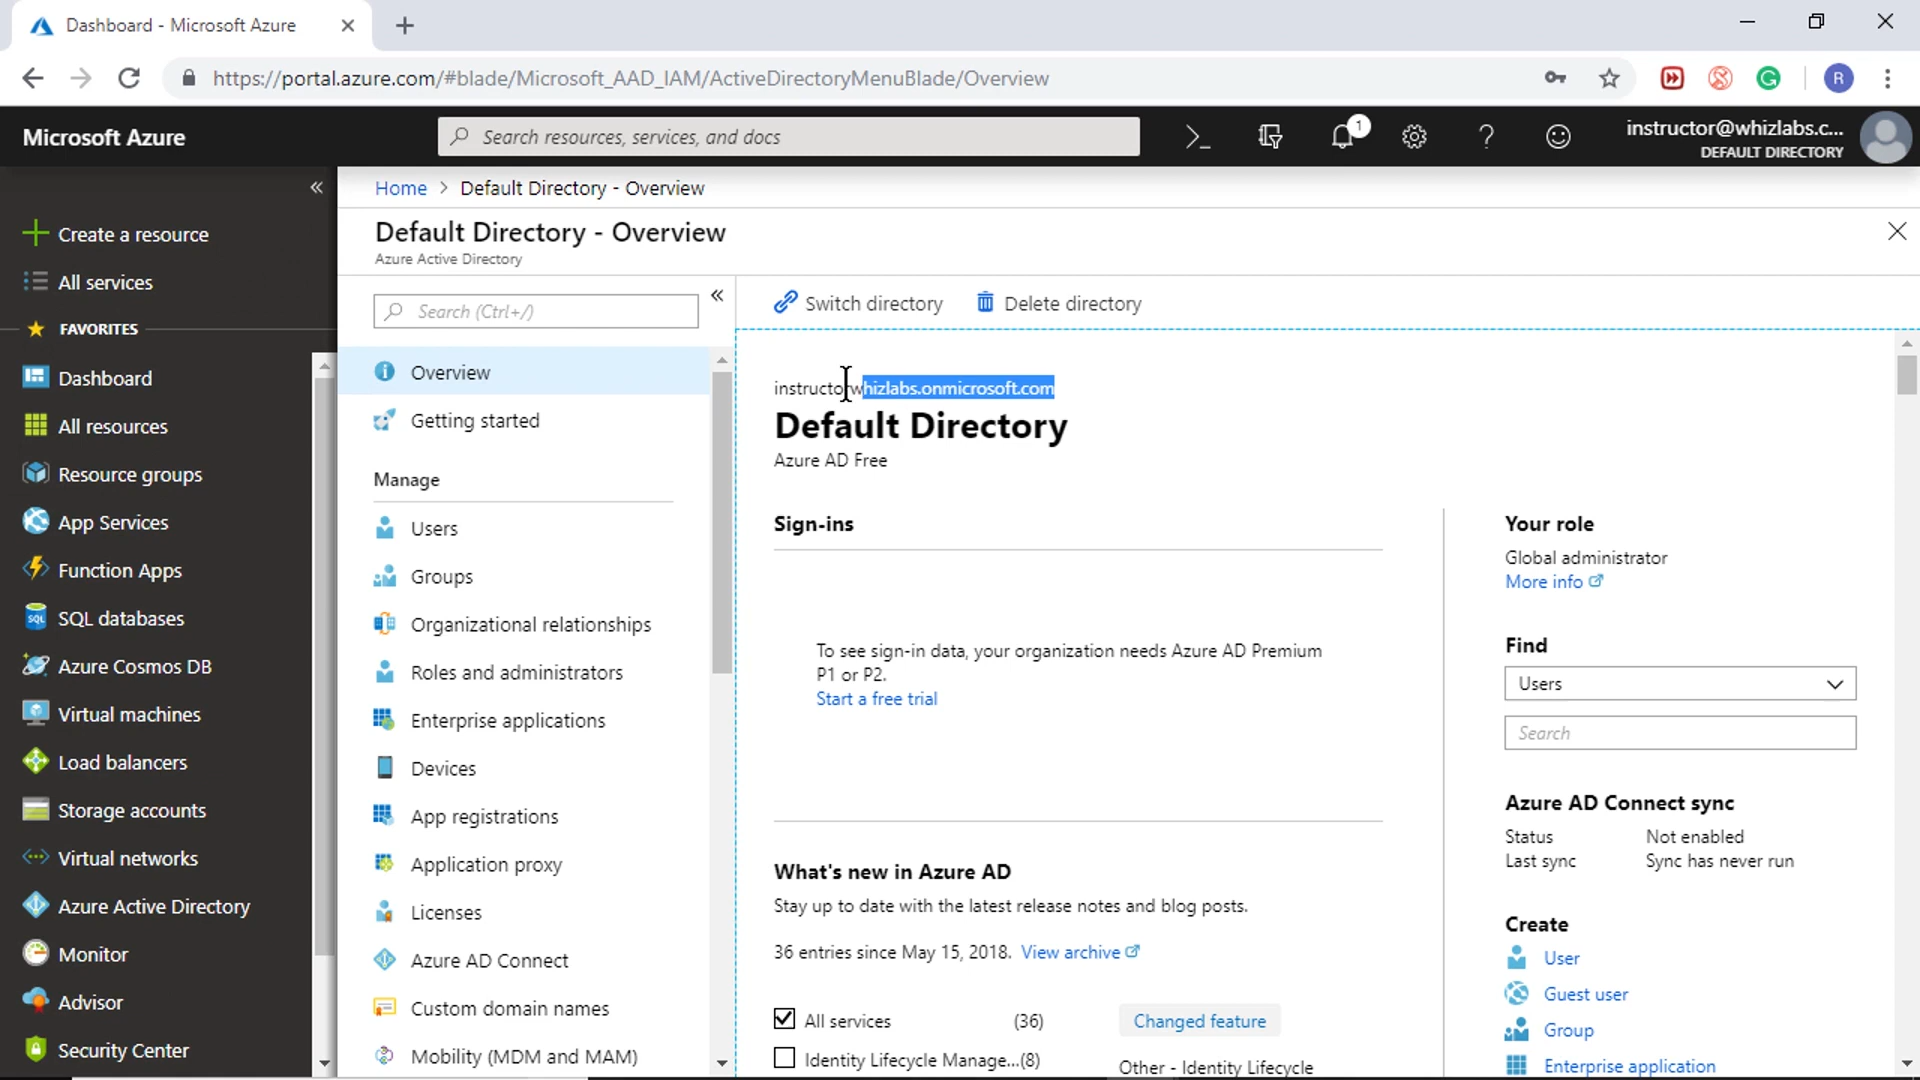 Dashboard - Microsoft Azure
https://portal.azure.com/#blade/Microsoft_AAD_IAM/ActiveDirectoryMenuBlade/Overview
R
Microsoft Azure
Search resources, services, and docs
1
instructor@whizlabs.c...
DEFAULT DIRECTORY
Create a resource
All services
FAVORITES
Dashboard
All resources
Resource groups
App Services
Function Apps
SQL databases
Azure Cosmos DB
Virtual machines
Load balancers
Storage accounts
Virtual networks
Azure Active Directory
Monitor
Advisor
Security Center
Home > Default Directory - Overview
Default Directory - Overview
Azure Active Directory
Search (Ctrl+/)
Overview
Getting started
Manage
Users
Groups
Organizational relationships
Roles and administrators
Enterprise applications
Devices
App registrations
Application proxy
Licenses
Azure AD Connect
Custom domain names
Mobility (MDM and MAM)
Switch directory
Delete directory
instructorwhizlabs.onmicrosoft.com
Default Directory
Azure AD Free
Sign-ins
To see sign-in data, your organization needs Azure AD Premium
P1 or P2.
Start a free trial
What's new in Azure AD
Stay up to date with the latest release notes and blog posts.
36 entries since May 15, 2018. View archive
All services (36)
Identity Lifecycle Manage...(8)
Changed feature
Other - Identity Lifecycle
Your role
Global administrator
More info
Find
Users
Search
Azure AD Connect sync
Status Not enabled
Last sync Sync has never run
Create
User
Guest user
Group
Enterprise application